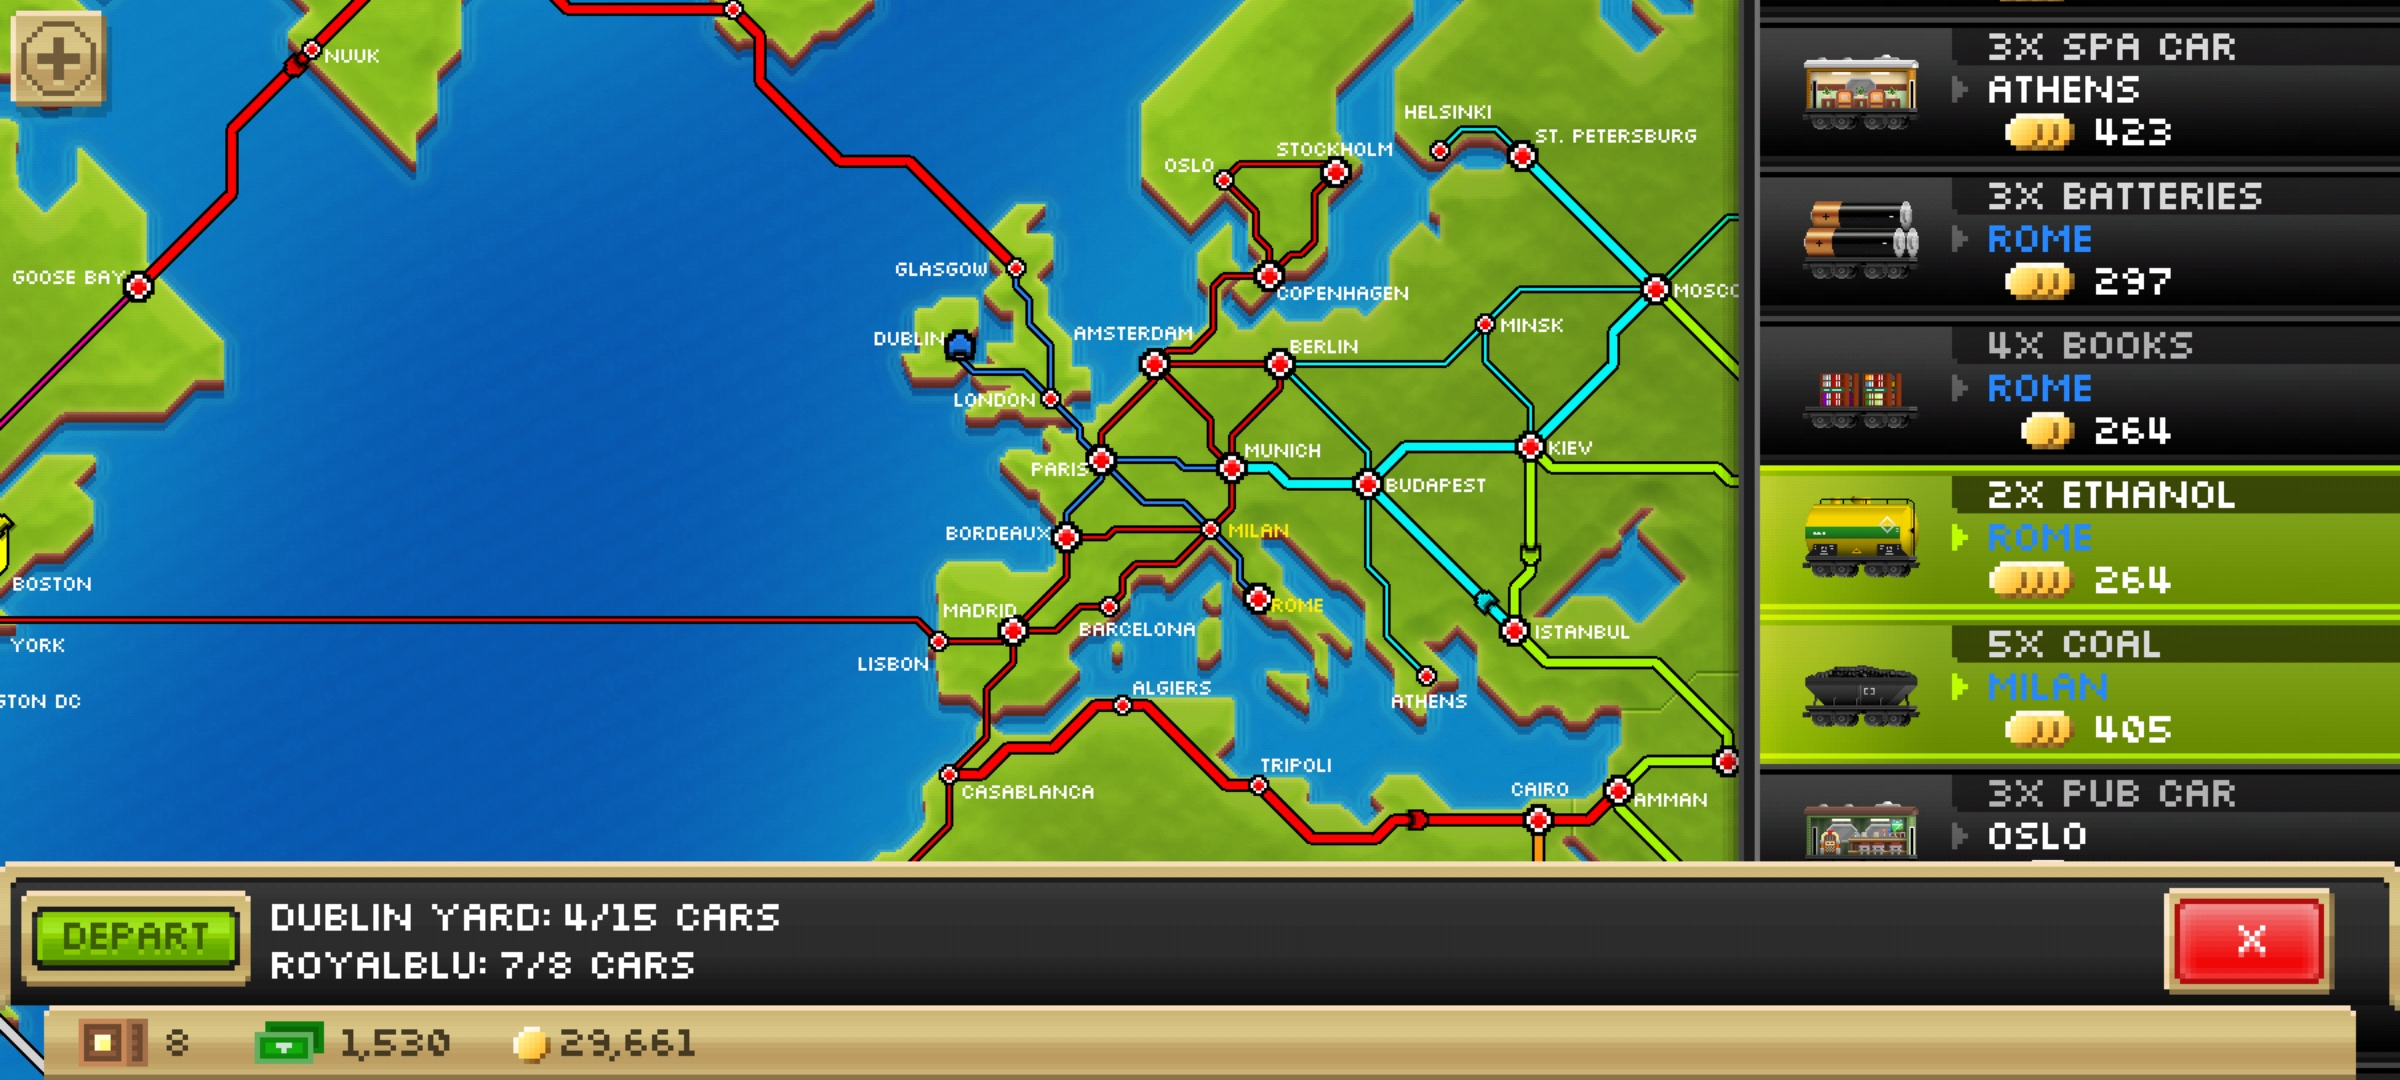 NUUK
HELSINKI
ST. PETERSBURG
STOCKHOLM
OSLO
GLASGOW
GOOSE BAY
COPENHAGEN
MOSCO
MINSK
DUBLIN
AMSTERDAM
BERLIN
LONDON
KIEV
MUNICH
PARIS
BUDAPEST
BORDEAUX
MILAN
BOSTON
MADRID
ROME
BARCELONA
ISTANBUL
YORK
LISBON
ALGIERS
ATHENS
STON DC
TRIPOLI
CASABLANCA
CAIRO
AMMAN
3X SPA CAR
ATHENS
423
3X BATTERIES
ROME
297
4X BOOKS
ROME
264
2X ETHANOL
ROME
264
5X COAL
MILAN
405
3X PUB CAR
OSLO
DEPART
DUBLIN YARD: 4/15 CARS
ROYALBLU: 7/8 CARS
X
8
1,530
29,661